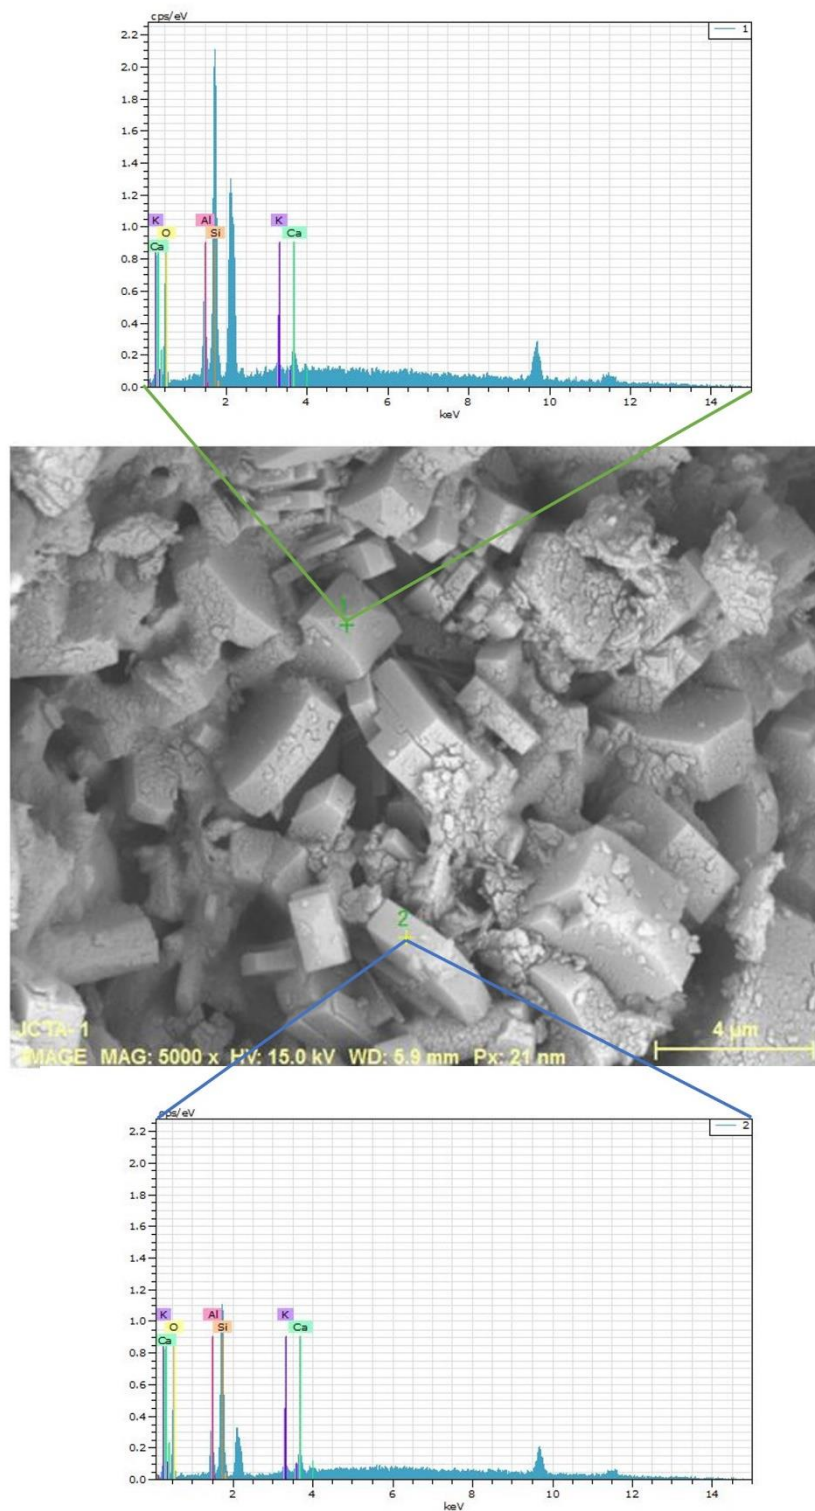 cps/eV
1
2.2
2.0
1.8
1.6
1.4
1.2
1.0
0.8
0.6
0.4
0.2
0.0
K Al K
O Si Ca
Ca
2 4 6 8 10 12 14
keV
1
2
JCTA-1
IMAGE MAG: 5000 x HV: 15.0 kV WD: 5.9 mm Px: 21 nm
4 µm
cps/eV
2
2.2
2.0
1.8
1.6
1.4
1.2
1.0
0.8
0.6
0.4
0.2
0.0
K Al K
O Si Ca
Ca
2 4 6 8 10 12 14
keV